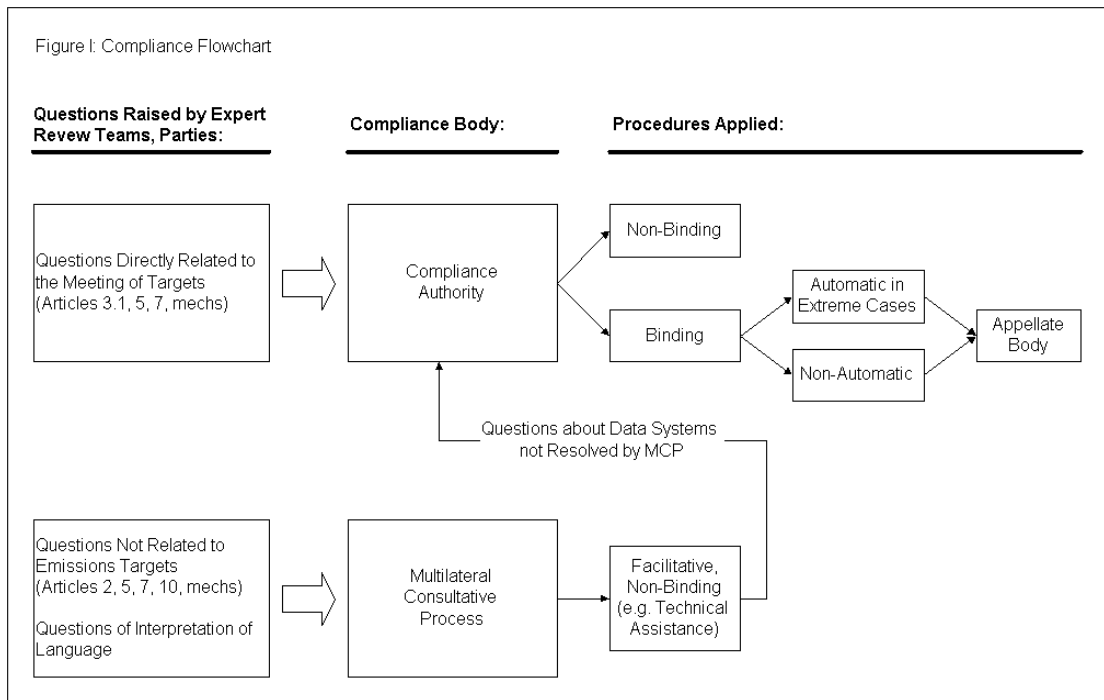 Figure I: Compliance Flowchart
Questions Raised by Expert
Revew Teams, Parties:
Compliance Body:
Procedures Applied:
Questions Directly Related to
the Meeting of Targets
(Articles 3.1, 5, 7, mechs)
Compliance
Authority
Non-Binding
Binding
Automatic in
Extreme Cases
Non-Automatic
Appellate
Body
Questions about Data Systems
not Resolved by MCP
Questions Not Related to
Emissions Targets
(Articles 2, 5, 7, 10, mechs)
Questions of Interpretation of
Language
Multilateral
Consultative
Process
Facilitative,
Non-Binding
(e.g. Technical
Assistance)